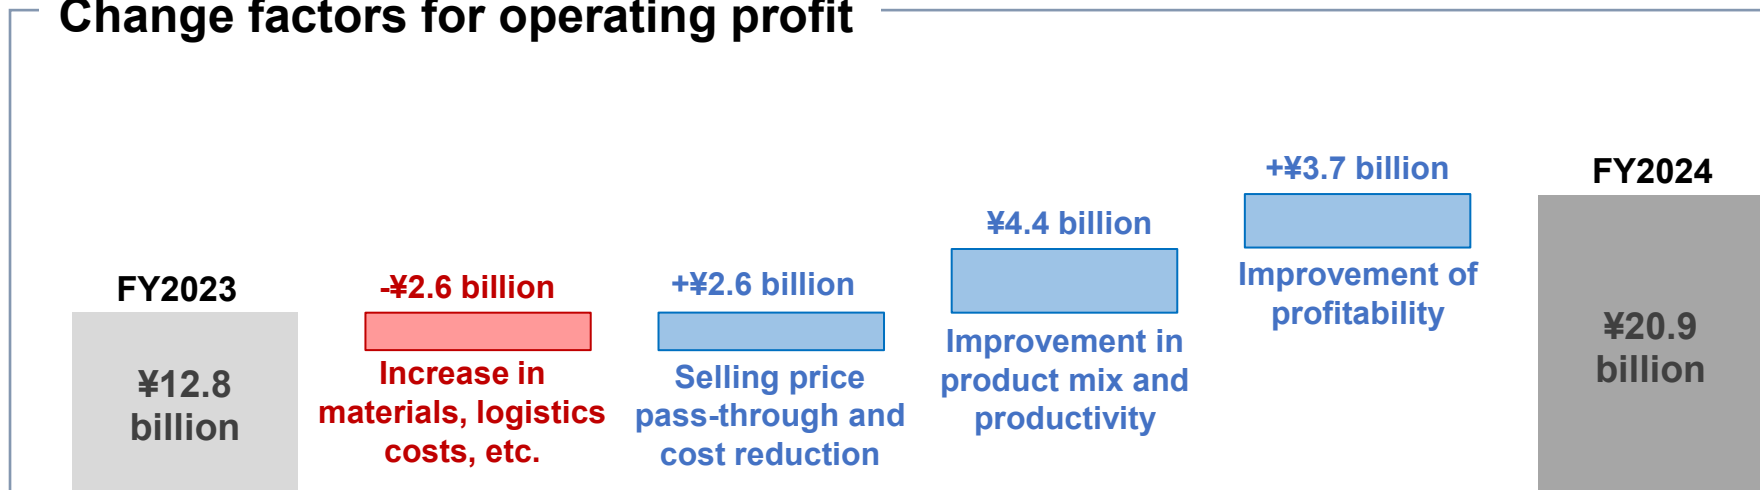 Change factors for operating profit
FY2023
¥12.8
billion
-¥2.6 billion
Increase in
materials, logistics
costs, etc.
+¥2.6 billion
Selling price
pass-through and
cost reduction
¥4.4 billion
Improvement in
product mix and
productivity
+¥3.7 billion
Improvement of
profitability
FY2024
¥20.9
billion